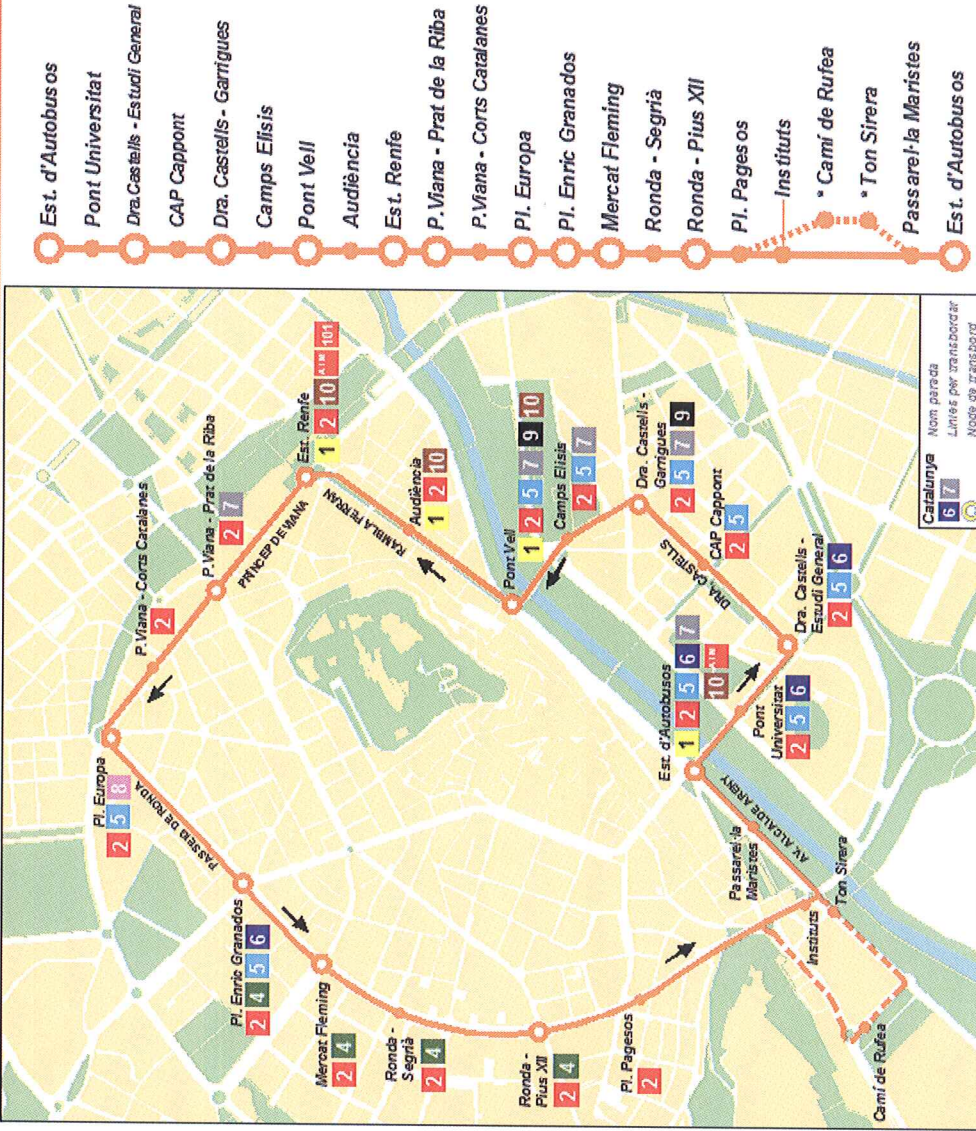 Est. d'Autobusos
Pont Universitat
Dra.Castells - Estudi General
CAP Cappont
Dra. Castells - Garrigues
Camps Elisis
Pont Vell
Audiència
Est. Renfe
P.Viana - Prat de la Riba
P.Viana - Corts Catalanes
Pl. Europa
Pl. Enric Granados
Mercat Fleming
Ronda - Segrià
Ronda - Pius XII
Pl. Pagesos
Instituts
* Camí de Rufea
* Ton Sirera
Passarel·la Maristes
Est. d'Autobusos
Pl. Europa
2 5 8
P.Viana - Corts Catalanes
2
P.Viana - Prat de la Riba
2 7
PRINCEP DE VIANA
Est. Renfe
1 2 10 AIM 101
RAMBLA FERRAN
Audiència
1 2 10
Pont Vell
1 2 5 7 9 10
Camps Elisis
2 5 7
Dra. Castells -
Garrigues
2 5 7 9
CAP Cappont
2 5
DRA. CASTELLS
Dra. Castells -
Estudi General
2 5 6
Pont
Universitat
2 5 6
Est. d'Autobusos
1 2 5 6 7
10 AIM
AV. ALCALDE ARENY
Passarel·la
Maristes
Ton Sirera
Instituts
Camí de Rufea
Pl. Pagesos
2
Ronda -
Pius XII
2 4
Ronda -
Segrià
2 4
Mercat Fleming
2 4
Pl. Enric Granados
2 4 5 6
PASSEIG DE RONDA
Catalunya
6 7
Nom parada
Línies per transbordar
Node de transbord